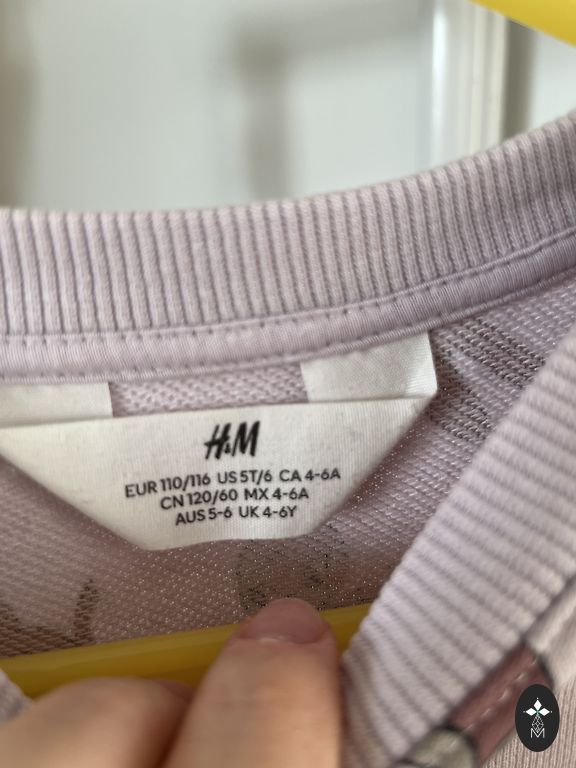 H&M
EUR 110/116 US 5T/6 CA 4-6A
CN 120/60 MX 4-6A
AUS 5-6 UK 4-6Y
M